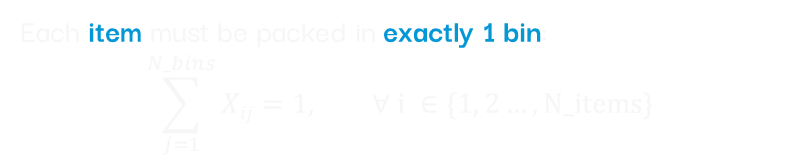 Each item must be packed in exactly 1 bin
N_bins
∑ X_ij = 1, ∀ i ∈ {1, 2 ..., N_items}
j=1